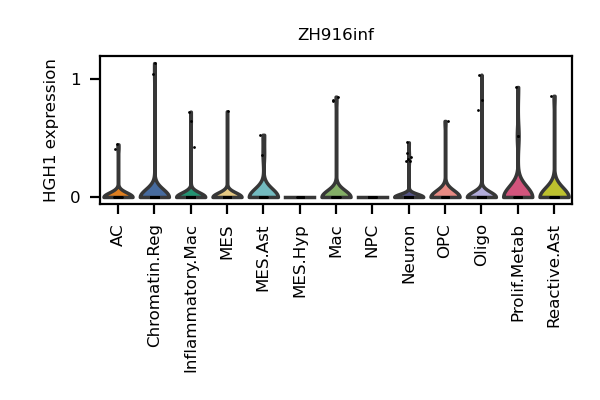 ZH916inf
HGH1 expression
1
0
AC
Chromatin.Reg
Inflammatory.Mac
MES
MES.Ast
MES.Hyp
Mac
NPC
Neuron
OPC
Oligo
Prolif.Metab
Reactive.Ast